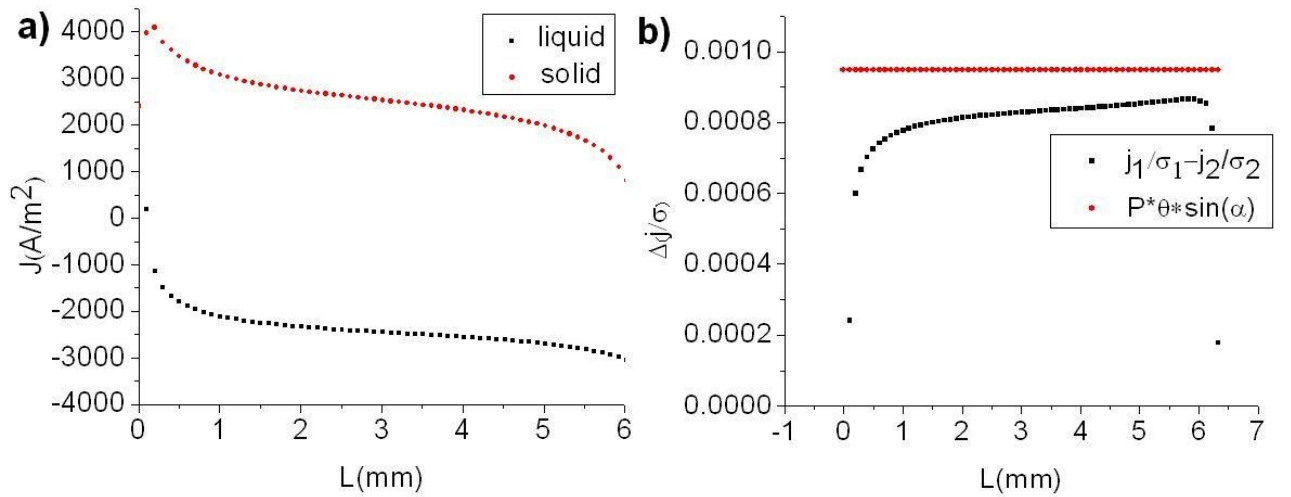 a)
4000
3000
2000
1000
0
-1000
-2000
-3000
-4000
J(A/m²)
liquid
solid
0 1 2 3 4 5 6
L(mm)
b)
0.0010
0.0008
0.0006
0.0004
0.0002
0.0000
Δ(j/σ)
j₁/σ₁−j₂/σ₂
P*θ*sin(α)
-1 0 1 2 3 4 5 6 7
L(mm)